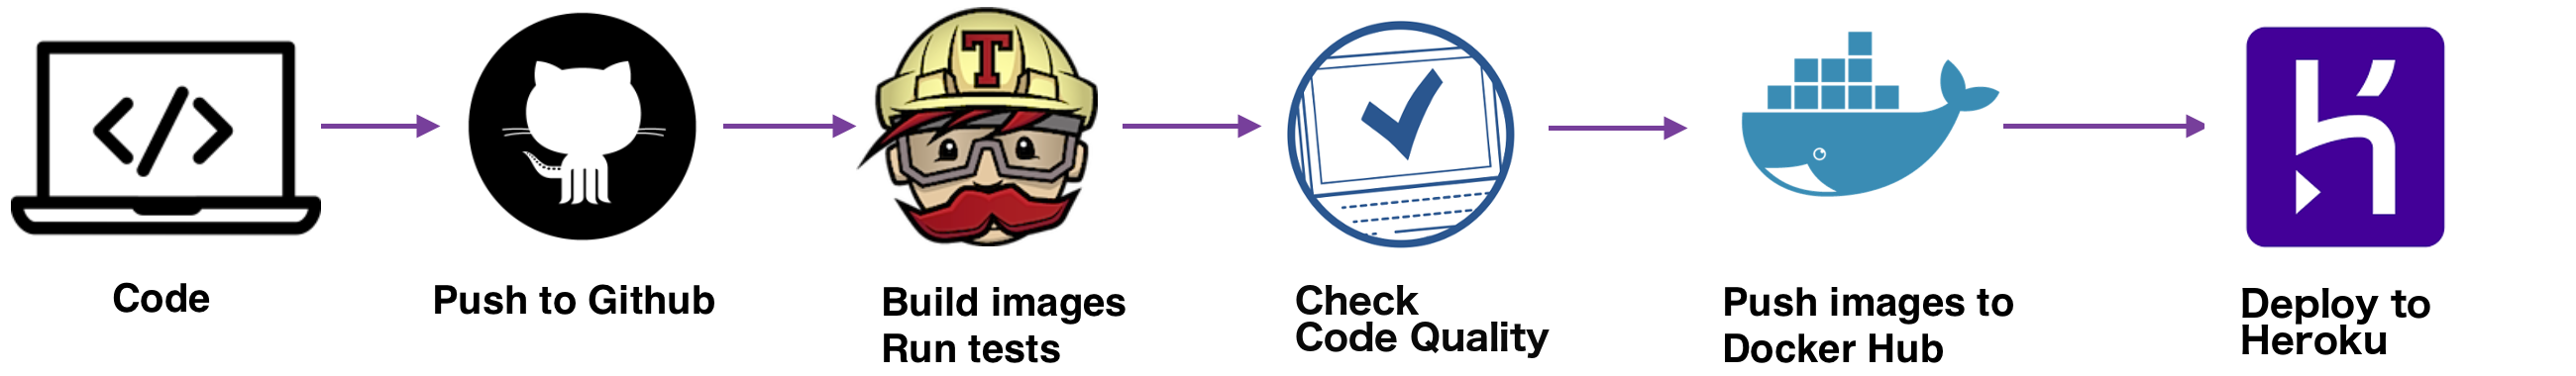 </>
T
Code
Push to Github
Build images
Run tests
Check
Code Quality
Push images to
Docker Hub
Deploy to
Heroku